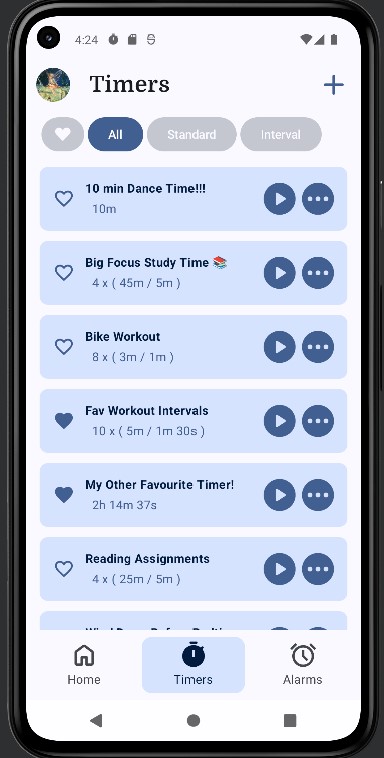 4:24
Timers
All Standard Interval
10 min Dance Time!!!
10m
Big Focus Study Time 📚
4 x ( 45m / 5m )
Bike Workout
8 x ( 3m / 1m )
Fav Workout Intervals
10 x ( 5m / 1m 30s )
My Other Favourite Timer!
2h 14m 37s
Reading Assignments
4 x ( 25m / 5m )
Home Timers Alarms